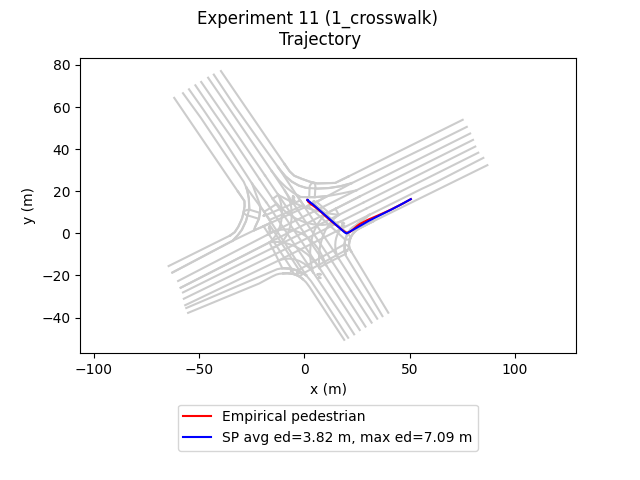 Experiment 11 (1_crosswalk)
Trajectory
80
60
40
20
0
−20
−40
y (m)
−100
−50
0
50
100
x (m)
Empirical pedestrian
SP avg ed=3.82 m, max ed=7.09 m